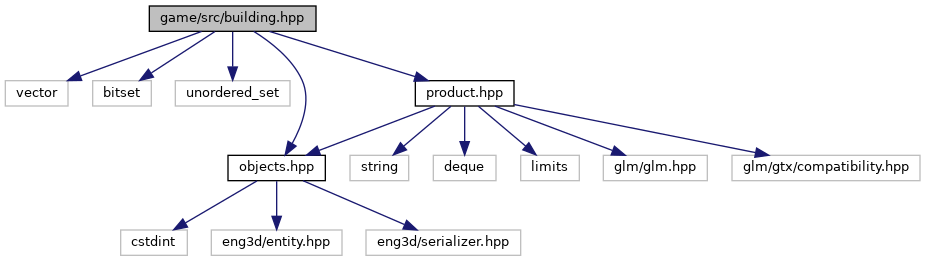 game/src/building.hpp
vector
bitset
unordered_set
product.hpp
objects.hpp
string
deque
limits
glm/glm.hpp
glm/gtx/compatibility.hpp
cstdint
eng3d/entity.hpp
eng3d/serializer.hpp